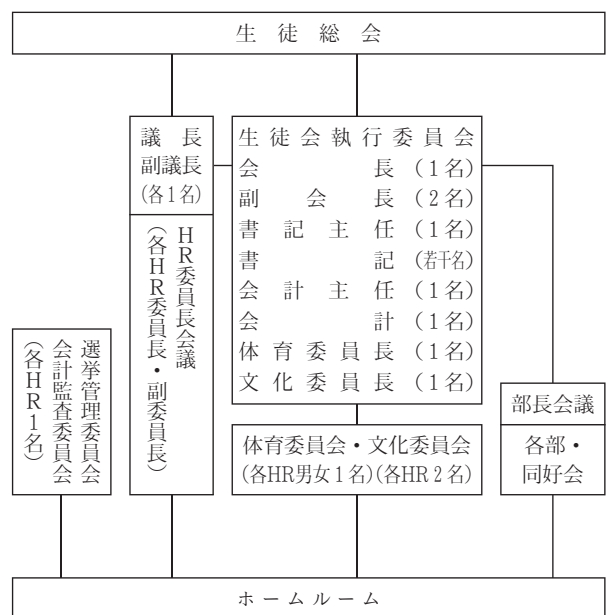 生徒総会
議長
副議長
(各1名)
HR委員長会議
(各HR委員長・副委員長)
生徒会執行委員会
会長(1名)
副会長(2名)
書記主任(1名)
書記(若干名)
会計主任(1名)
会計(1名)
体育委員長(1名)
文化委員長(1名)
選挙管理委員会
会計監査委員会
(各HR1名)
体育委員会・文化委員会
(各HR男女1名)(各HR2名)
部長会議
各部・
同好会
ホームルーム